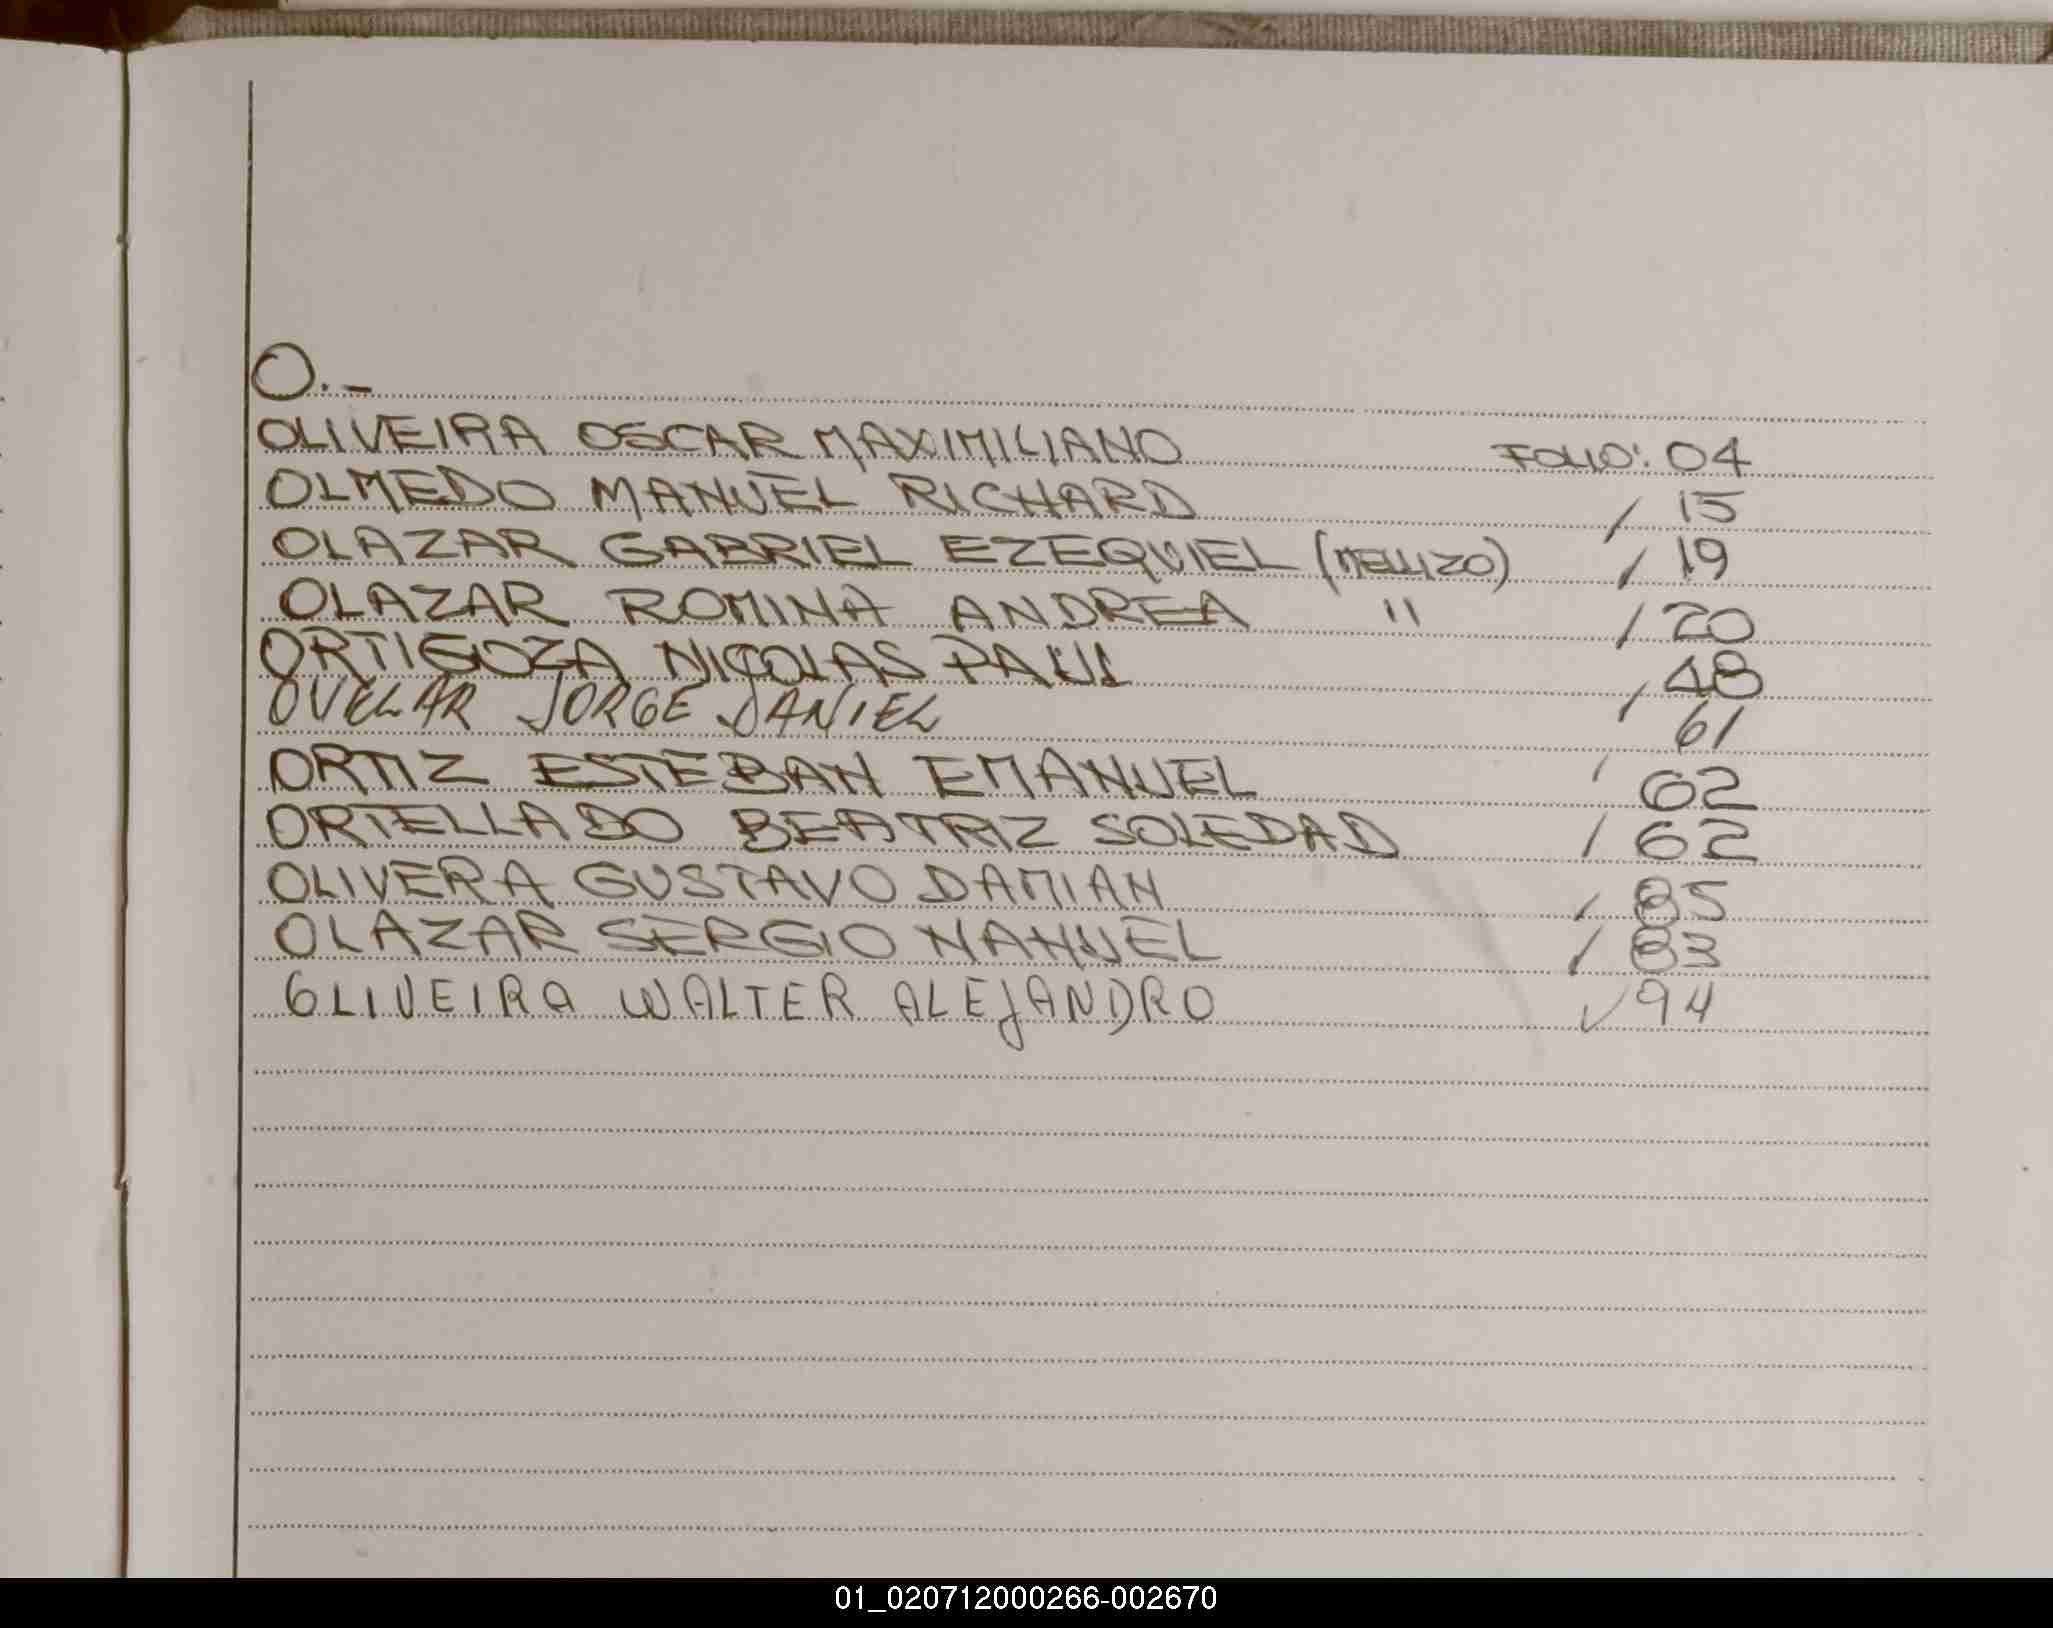 O.-
OLIVEIRA OSCAR MAXIMILIANO FOLIO: 04
OLMEDO MANUEL RICHARD / 15
OLAZAR GABRIEL EZEQUIEL (MELLIZO) / 19
OLAZAR ROMINA ANDREA " / 20
ORTIGOZA NICOLAS PAUL / 48
OVELAR JORGE DANIEL 61
ORTIZ ESTEBAN EMANUEL / 62
ORTELLADO BEATRIZ SOLEDAD / 62
OLIVERA GUSTAVO DAMIAN / 85
OLAZAR SERGIO NAHUEL / 83
OLIVEIRA WALTER ALEJANDRO ✓ 94
01_020712000266-002670